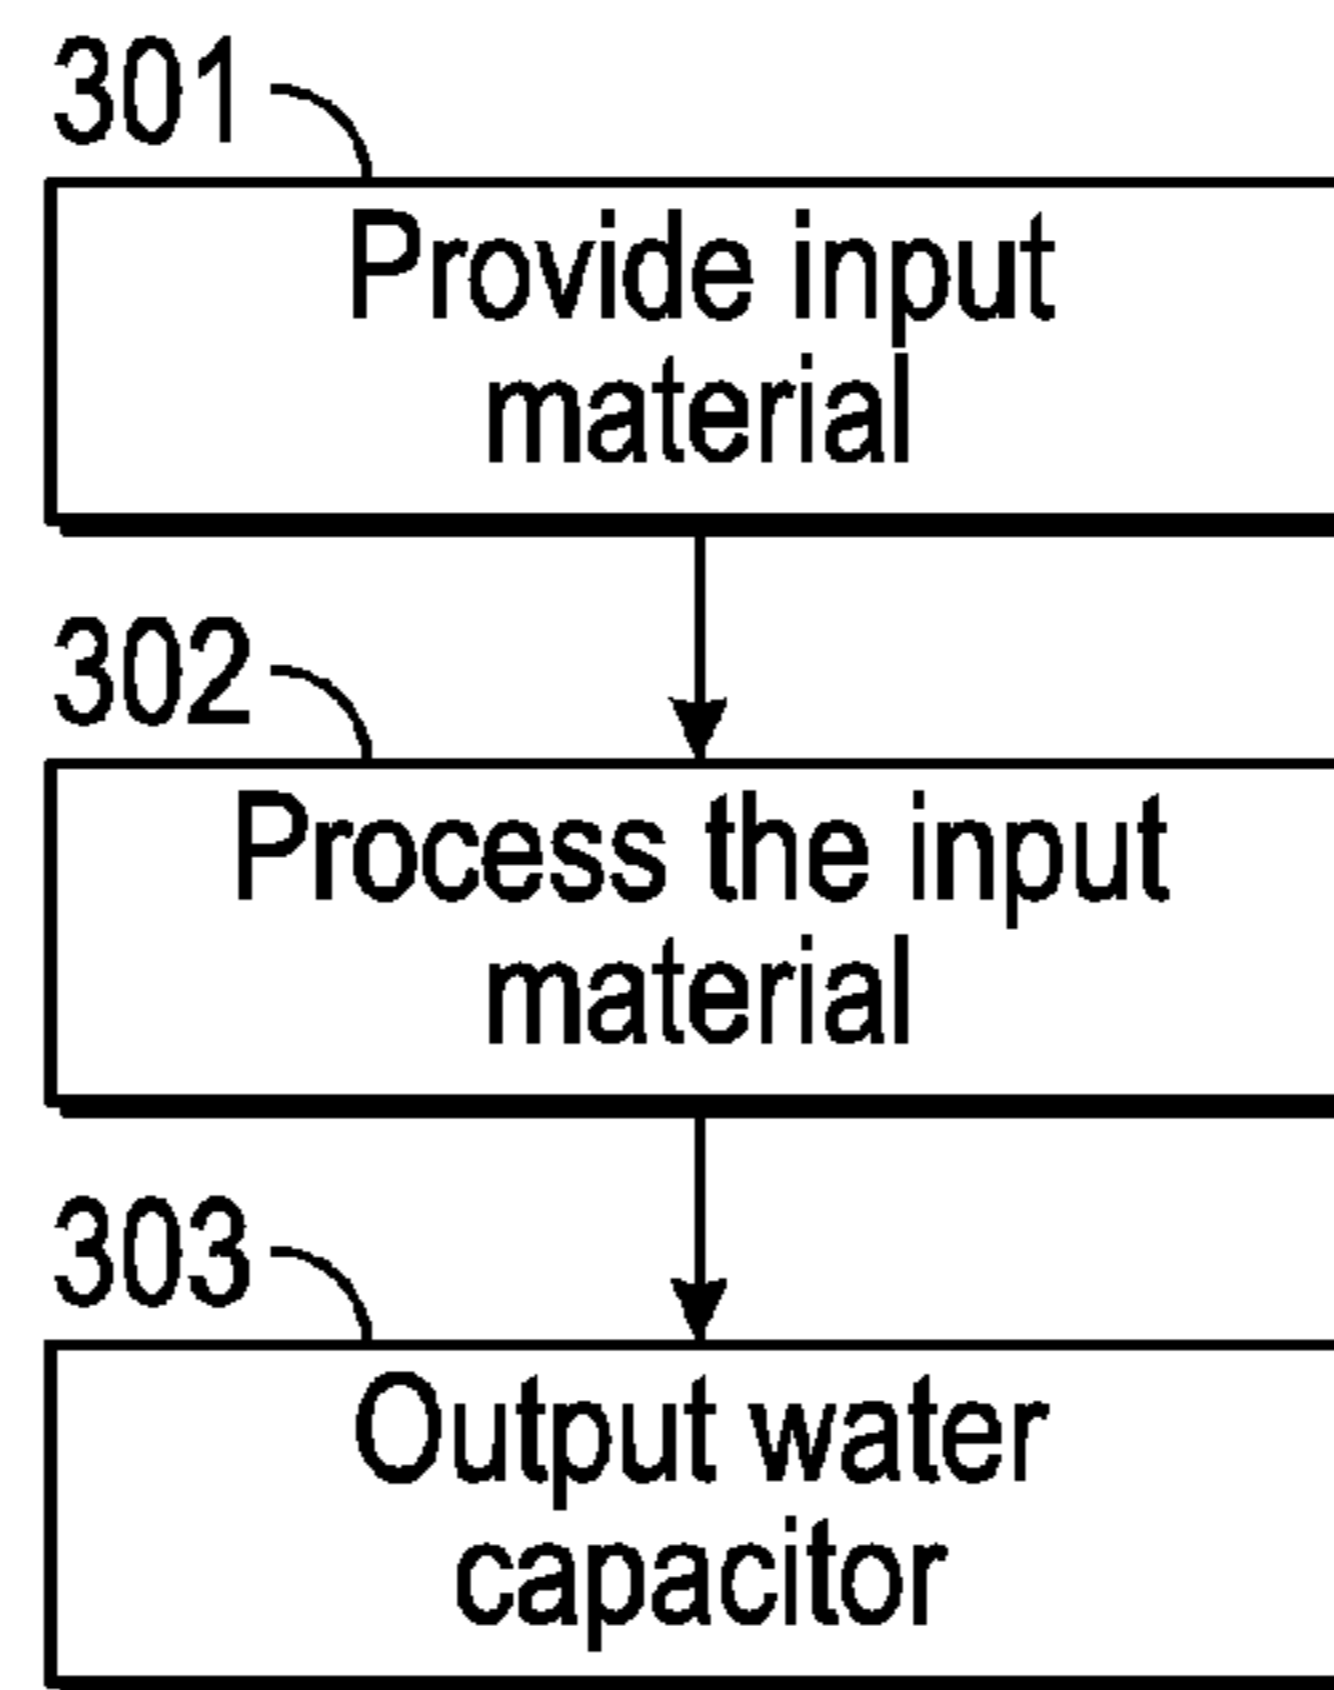 301
Provide input
material
302
Process the input
material
303
Output water
capacitor